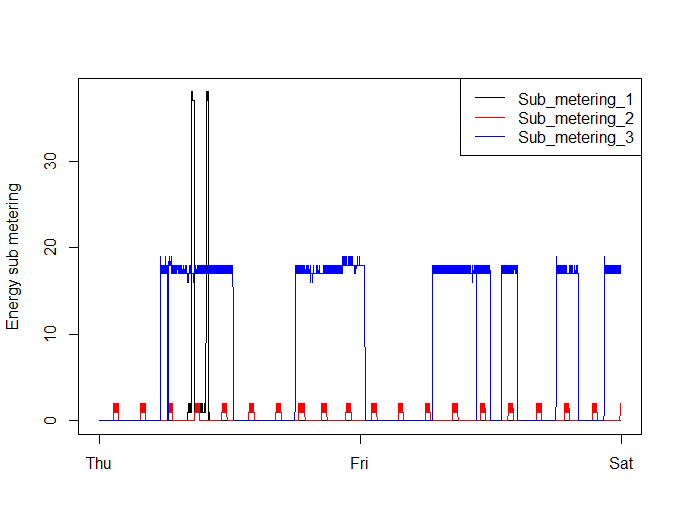 Sub_metering_1
Sub_metering_2
Sub_metering_3
Energy sub metering
30
20
10
0
Thu
Fri
Sat